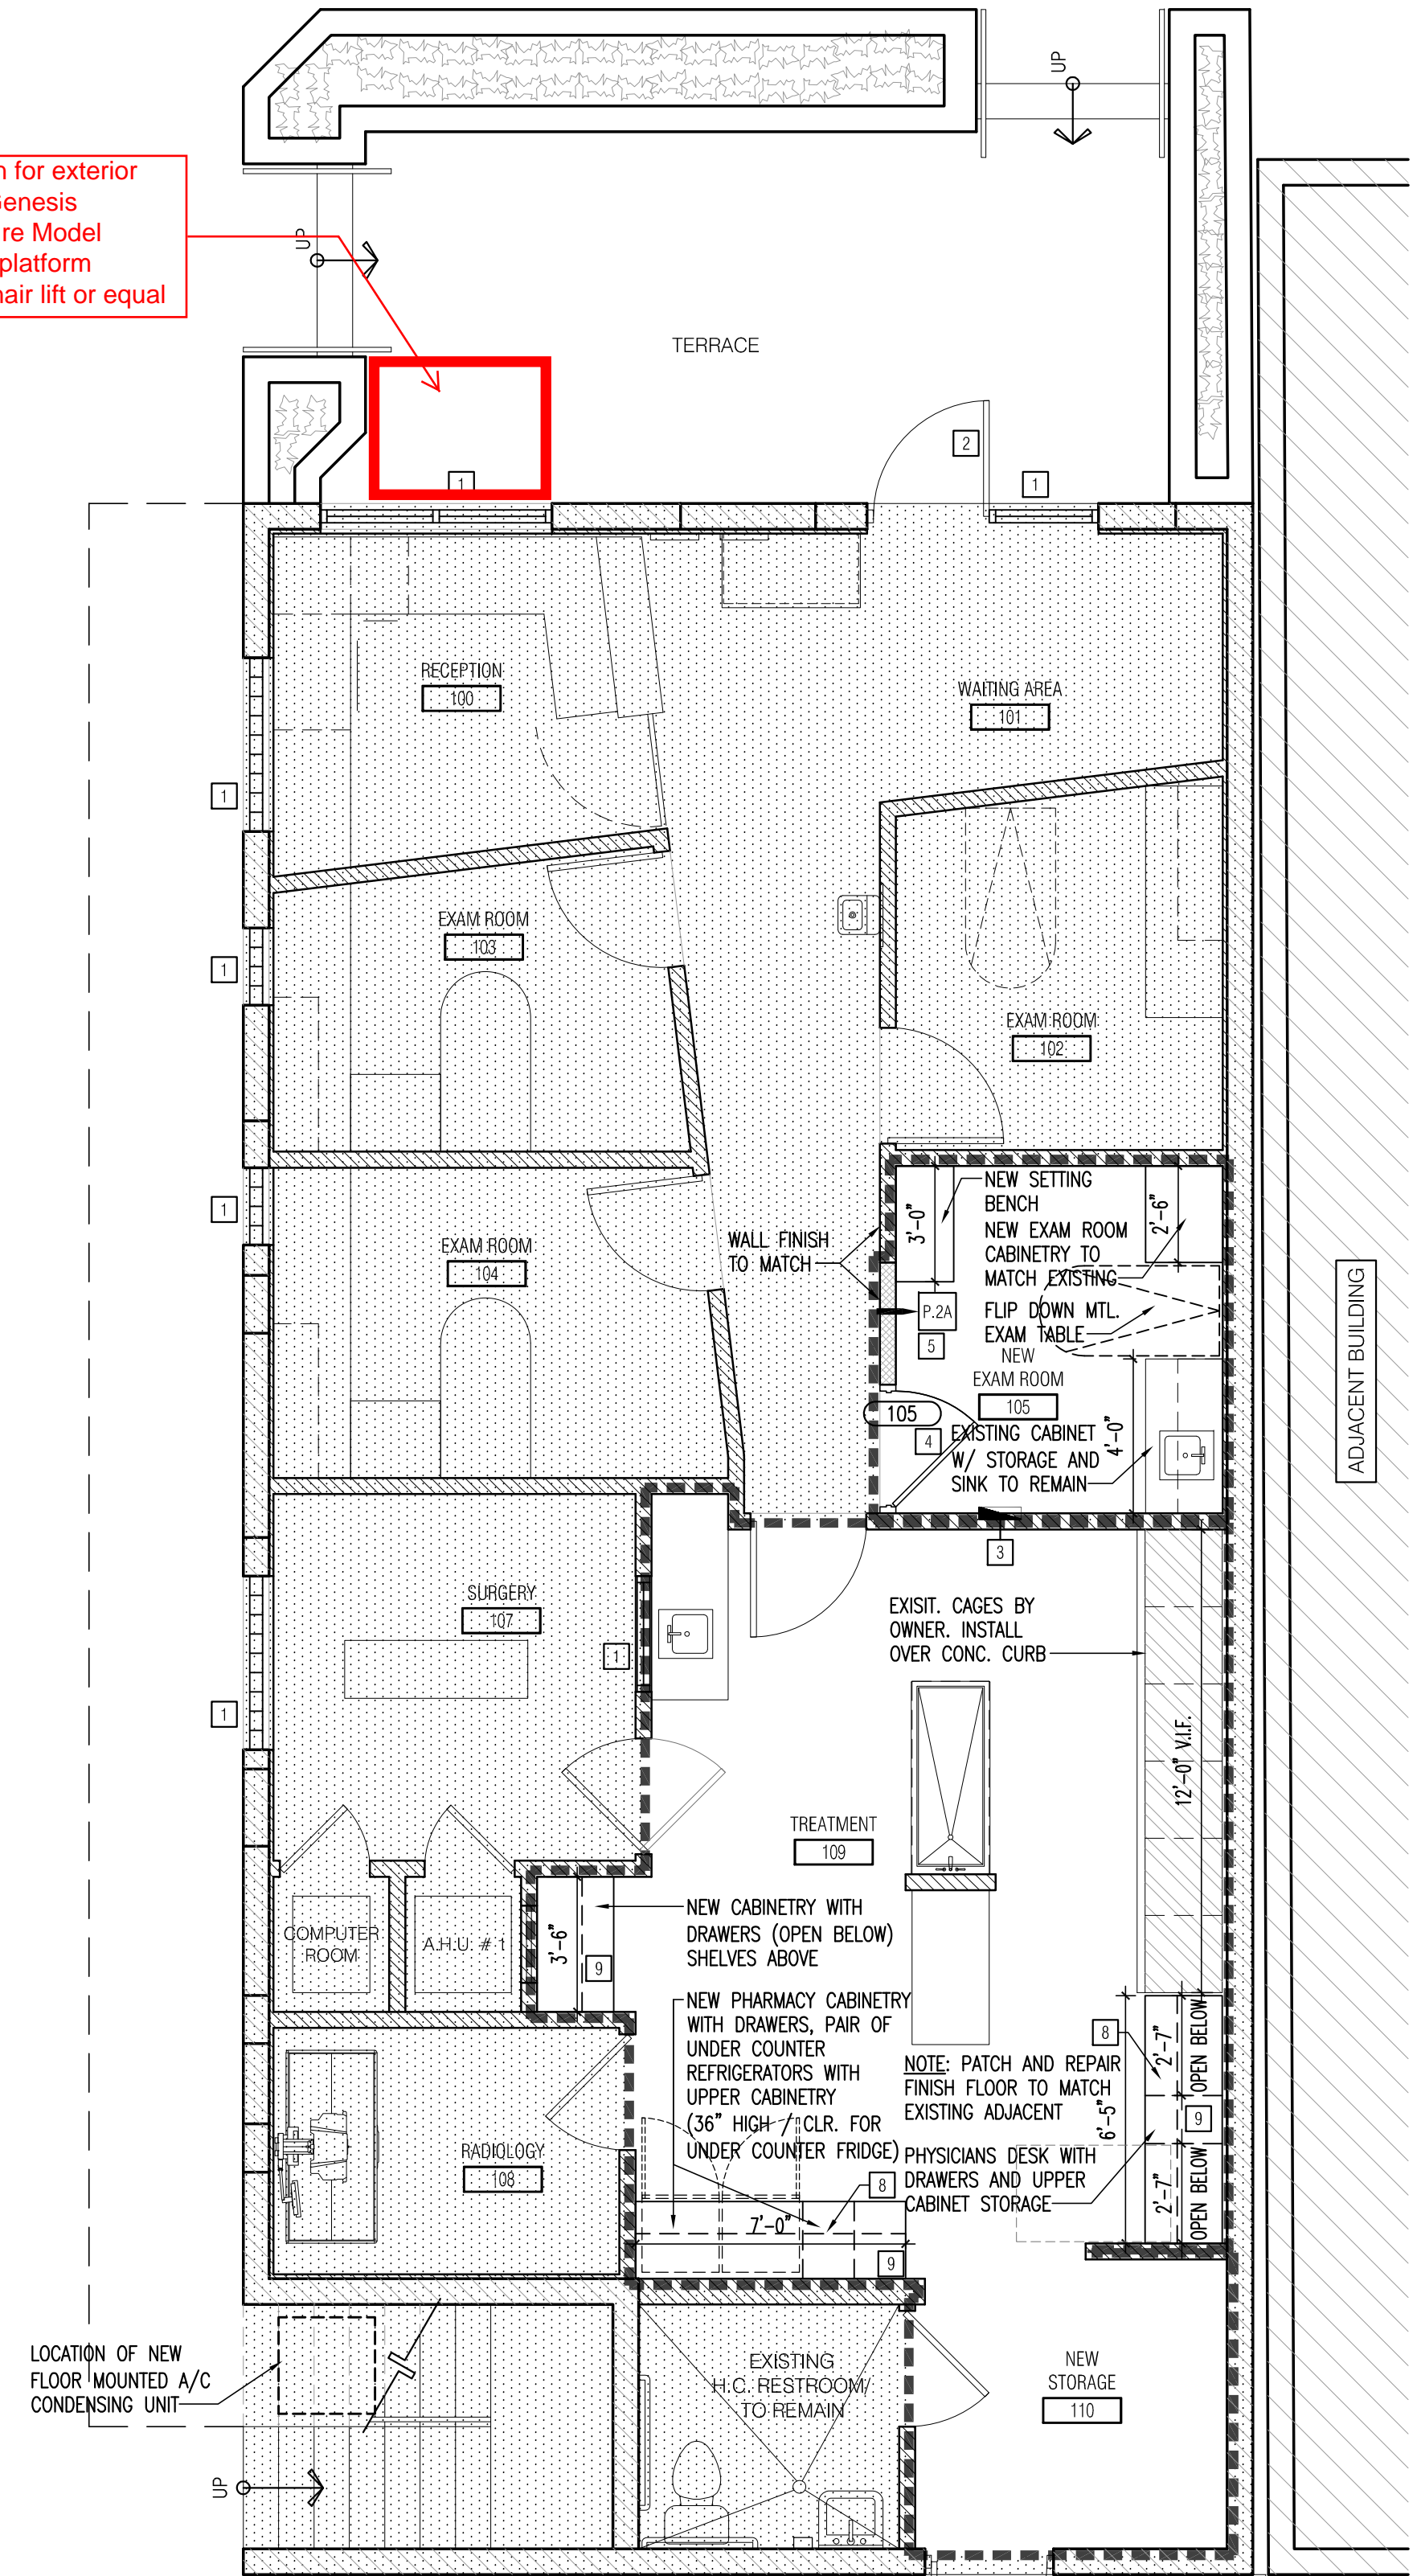 UP
n for exterior
Genesis
re Model
platform
hair lift or equal
UP
TERRACE
2
1
1
RECEPTION
100
WAITING AREA
101
1
EXAM ROOM
103
1
EXAM ROOM
102
NEW SETTING
BENCH
3'-0"
2'-6"
NEW EXAM ROOM
CABINETRY TO
MATCH EXISTING
1
WALL FINISH
TO MATCH
EXAM ROOM
104
P.2A
5
FLIP DOWN MTL.
EXAM TABLE
NEW
EXAM ROOM
105
ADJACENT BUILDING
105
4
EXISTING CABINET
W/ STORAGE AND
SINK TO REMAIN
4'-0"
3
SURGERY
107
EXISIT. CAGES BY
OWNER. INSTALL
OVER CONC. CURB
1
1
12'-0" V.I.F.
TREATMENT
109
COMPUTER
ROOM
A.H.U. # 1
3'-6"
9
NEW CABINETRY WITH
DRAWERS (OPEN BELOW)
SHELVES ABOVE
NEW PHARMACY CABINETRY
WITH DRAWERS, PAIR OF
UNDER COUNTER
REFRIGERATORS WITH
UPPER CABINETRY
(36" HIGH / CLR. FOR
UNDER COUNTER FRIDGE)
8
2'-7"
OPEN BELOW
NOTE: PATCH AND REPAIR
FINISH FLOOR TO MATCH
EXISTING ADJACENT
6'-5"
9
RADIOLOGY
108
PHYSICIANS DESK WITH
DRAWERS AND UPPER
CABINET STORAGE
2'-7"
OPEN BELOW
8
7'-0"
9
LOCATION OF NEW
FLOOR MOUNTED A/C
CONDENSING UNIT
EXISTING
H.C. RESTROOM
TO REMAIN
NEW
STORAGE
110
UP